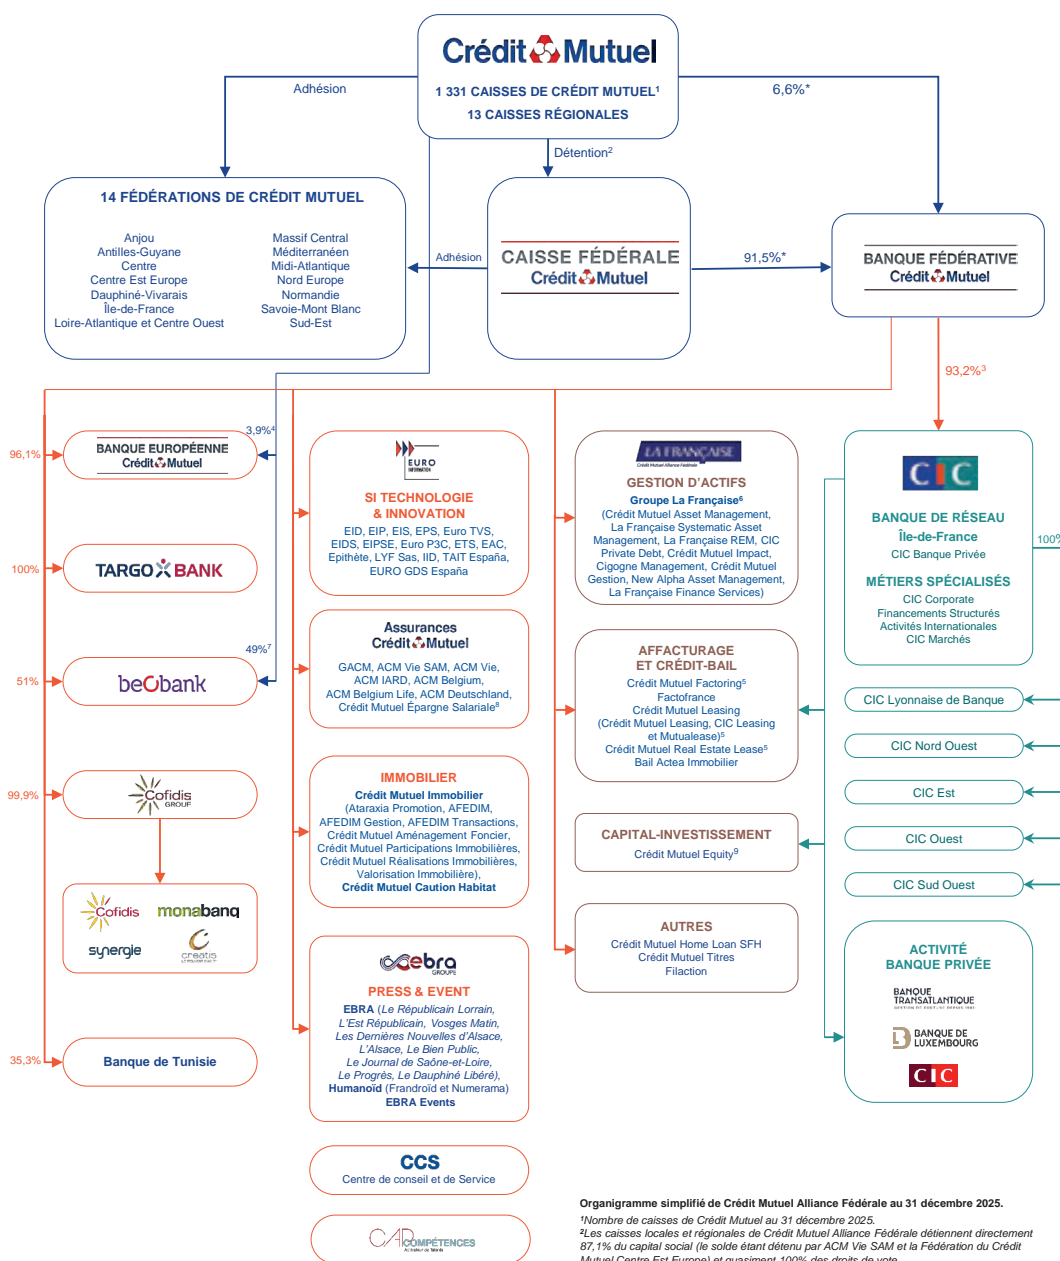 Crédit Mutuel
1 331 CAISSES DE CRÉDIT MUTUEL¹
13 CAISSES RÉGIONALES
Adhésion
6,6%*
Détention²
14 FÉDÉRATIONS DE CRÉDIT MUTUEL
Anjou
Antilles-Guyane
Centre
Centre Est Europe
Dauphiné-Vivarais
Île-de-France
Loire-Atlantique et Centre Ouest
Massif Central
Méditerranéen
Midi-Atlantique
Nord Europe
Normandie
Savoie-Mont Blanc
Sud-Est
Adhésion
CAISSE FÉDÉRALE
Crédit Mutuel
91,5%*
BANQUE FÉDÉRATIVE
Crédit Mutuel
93,2%³
96,1%
3,9%⁴
BANQUE EUROPÉENNE
Crédit Mutuel
100%
TARGO BANK
51%
49%⁷
beobank
99,9%
Cofidis
GROUP
Cofidis
monabanq
synergie
creatis
35,3%
Banque de Tunisie
EURO
INFORMATION
SI TECHNOLOGIE
& INNOVATION
EID, EIP, EIS, EPS, Euro TVS,
EIDS, EIPSE, Euro P3C, ETS, EAC,
Epithète, LYF Sas, IID, TAIT España,
EURO GDS España
Assurances
Crédit Mutuel
GACM, ACM Vie SAM, ACM Vie,
ACM IARD, ACM Belgium,
ACM Belgium Life, ACM Deutschland,
Crédit Mutuel Épargne Salariale⁸
IMMOBILIER
Crédit Mutuel Immobilier
(Ataraxia Promotion, AFEDIM,
AFEDIM Gestion, AFEDIM Transactions,
Crédit Mutuel Aménagement Foncier,
Crédit Mutuel Participations Immobilières,
Crédit Mutuel Réalisations Immobilières,
Valorisation Immobilière),
Crédit Mutuel Caution Habitat
ebra
GROUPE
PRESS & EVENT
EBRA (Le Républicain Lorrain,
L'Est Républicain, Vosges Matin,
Les Dernières Nouvelles d'Alsace,
L'Alsace, Le Bien Public,
Le Journal de Saône-et-Loire,
Le Progrès, Le Dauphiné Libéré),
Humanoïd (Frandroïd et Numerama)
EBRA Events
CCS
Centre de conseil et de Service
CAP
COMPÉTENCES
LA FRANÇAISE
Crédit Mutuel Alliance Fédérale
GESTION D'ACTIFS
Groupe La Française⁶
(Crédit Mutuel Asset Management,
La Française Systematic Asset
Management, La Française REM, CIC
Private Debt, Crédit Mutuel Impact,
Cigogne Management, Crédit Mutuel
Gestion, New Alpha Asset Management,
La Française Finance Services)
AFFACTURAGE
ET CRÉDIT-BAIL
Crédit Mutuel Factoring⁵
Factofrance
Crédit Mutuel Leasing
(Crédit Mutuel Leasing, CIC Leasing
et Mutualease)⁵
Crédit Mutuel Real Estate Lease⁵
Bail Actea Immobilier
CAPITAL-INVESTISSEMENT
Crédit Mutuel Equity⁹
AUTRES
Crédit Mutuel Home Loan SFH
Crédit Mutuel Titres
Filaction
CIC
BANQUE DE RÉSEAU
Île-de-France
CIC Banque Privée
MÉTIERS SPÉCIALISÉS
CIC Corporate
Financements Structurés
Activités Internationales
CIC Marchés
100%
CIC Lyonnaise de Banque
CIC Nord Ouest
CIC Est
CIC Ouest
CIC Sud Ouest
ACTIVITÉ
BANQUE PRIVÉE
BANQUE
TRANSATLANTIQUE
BANQUE DE
LUXEMBOURG
CIC
Organigramme simplifié de Crédit Mutuel Alliance Fédérale au 31 décembre 2025.
¹Nombre de caisses de Crédit Mutuel au 31 décembre 2025.
²Les caisses locales et régionales de Crédit Mutuel Alliance Fédérale détiennent directement
87,1% du capital social (le solde étant détenu par ACM Vie SAM et la Fédération du Crédit
Mutuel Centre Est Europe) et quasiment 100% des droits de vote.